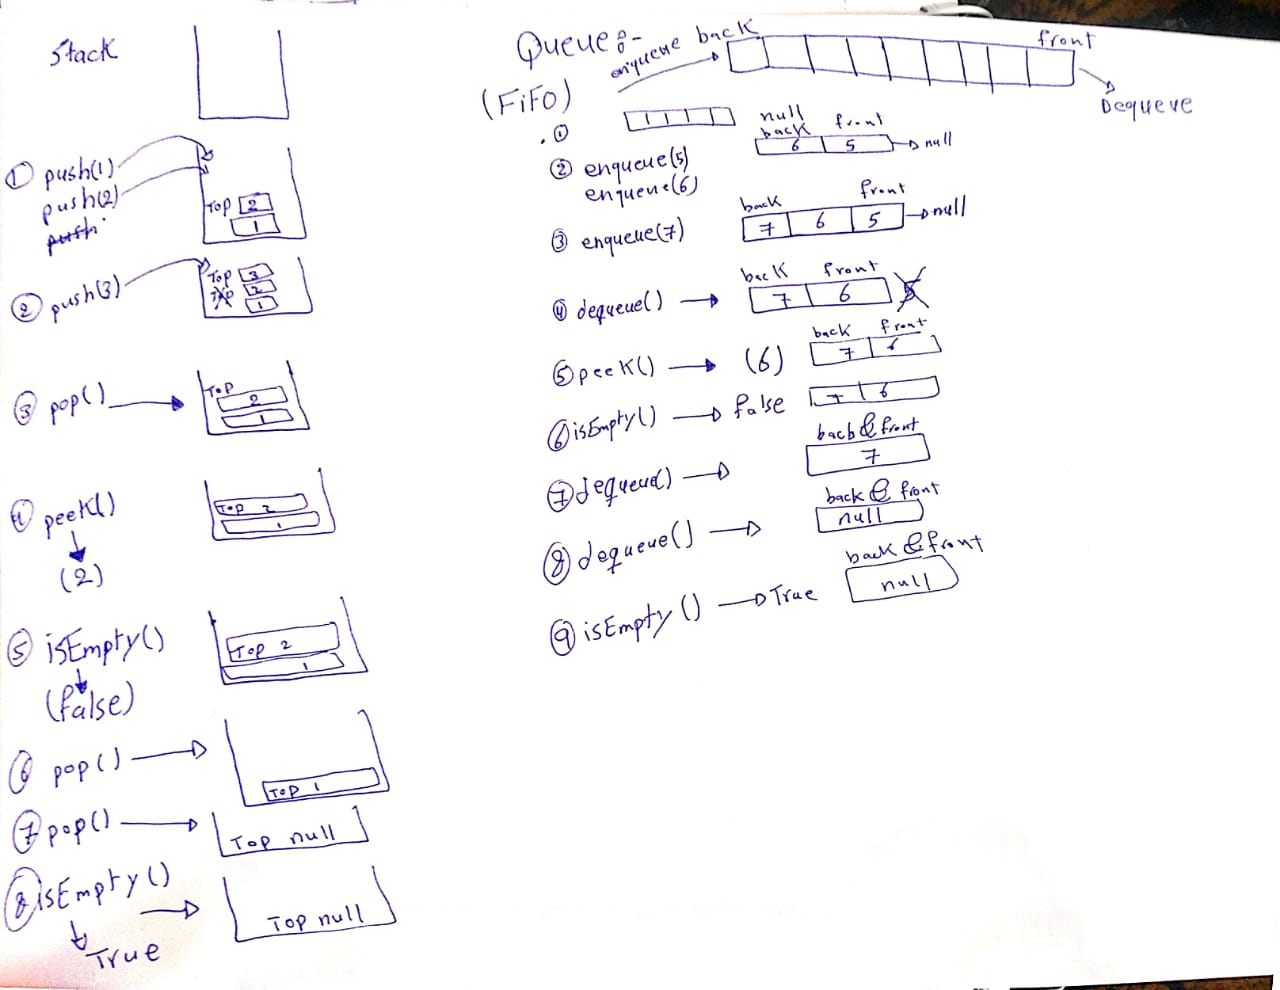 Stack
① push(1)
push(2)
push
Top 2
1
② push(3)
Top 3
Top 2
1
③ pop()
Top
2
1
④ peek()
(2)
Top 2
1
⑤ isEmpty()
(false)
Top 2
1
⑥ pop()
Top 1
⑦ pop()
Top null
⑧ isEmpty()
True
Top null
Queue:-
(FiFo)
enqueue back
front
Dequeue
①
② enqueue(5)
enqueue(6)
null
back front
6 5 null
③ enqueue(7)
back front
7 6 5 null
④ dequeue()
back front
7 6 5
⑤ peek() (6)
back front
7 6
⑥ isEmpty() false
7 6
⑦ dequeue()
back & front
7
⑧ dequeue()
back & front
null
⑨ isEmpty() True
back & front
null